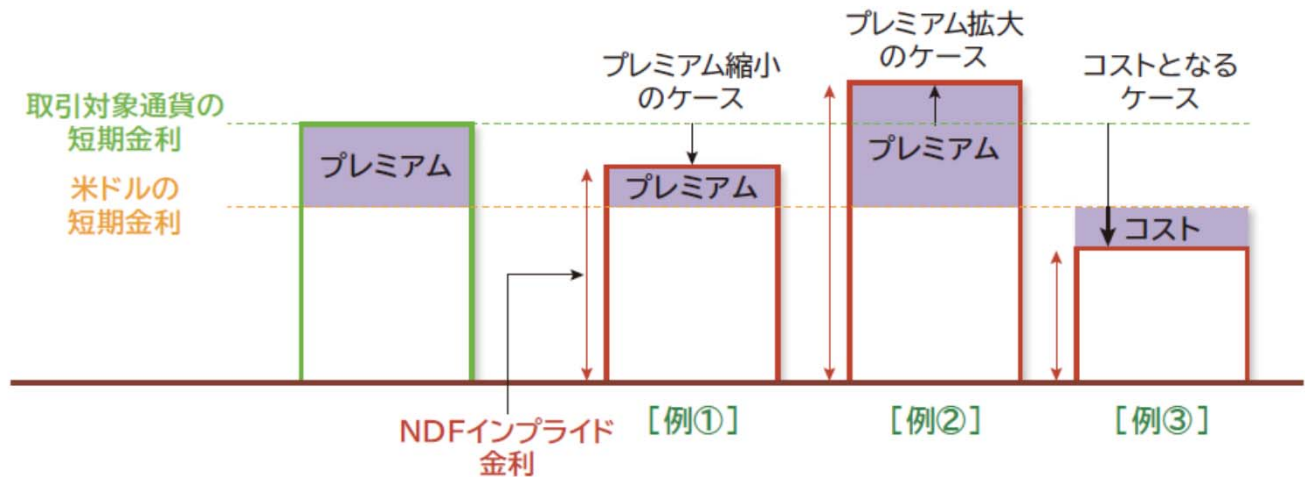 取引対象通貨の
短期金利
米ドルの
短期金利
プレミアム
プレミアム縮小
のケース
プレミアム
プレミアム拡大
のケース
プレミアム
コストとなる
ケース
コスト
NDFインプライド
金利
［例①］
［例②］
［例③］